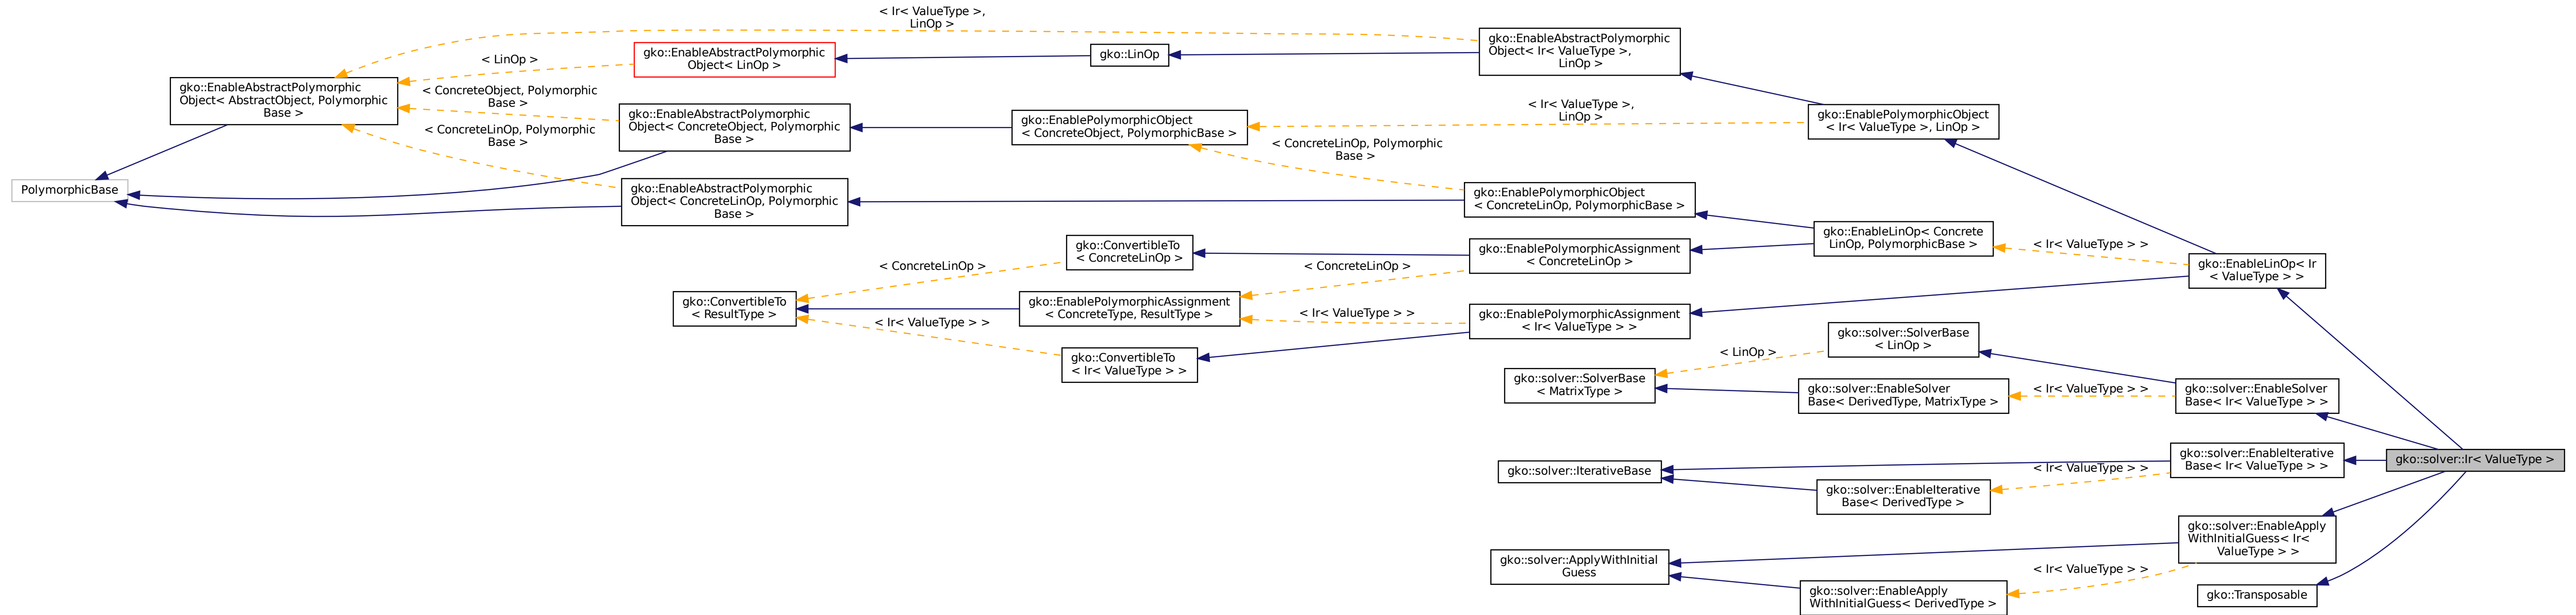 PolymorphicBase
gko::EnableAbstractPolymorphic
Object< AbstractObject, Polymorphic
Base >
< Ir< ValueType >,
LinOp >
< LinOp >
< ConcreteObject, Polymorphic
Base >
< ConcreteLinOp, Polymorphic
Base >
gko::EnableAbstractPolymorphic
Object< LinOp >
gko::EnableAbstractPolymorphic
Object< ConcreteObject, Polymorphic
Base >
gko::EnableAbstractPolymorphic
Object< ConcreteLinOp, Polymorphic
Base >
gko::LinOp
gko::EnablePolymorphicObject
< ConcreteObject, PolymorphicBase >
gko::EnableAbstractPolymorphic
Object< Ir< ValueType >,
LinOp >
< Ir< ValueType >,
LinOp >
< ConcreteLinOp, Polymorphic
Base >
gko::EnablePolymorphicObject
< Ir< ValueType >, LinOp >
gko::EnablePolymorphicObject
< ConcreteLinOp, PolymorphicBase >
gko::EnableLinOp< Concrete
LinOp, PolymorphicBase >
< Ir< ValueType > >
gko::EnableLinOp< Ir
< ValueType > >
gko::ConvertibleTo
< ResultType >
< ConcreteLinOp >
< Ir< ValueType > >
gko::ConvertibleTo
< ConcreteLinOp >
gko::EnablePolymorphicAssignment
< ConcreteType, ResultType >
gko::ConvertibleTo
< Ir< ValueType > >
< ConcreteLinOp >
< Ir< ValueType > >
gko::EnablePolymorphicAssignment
< ConcreteLinOp >
gko::EnablePolymorphicAssignment
< Ir< ValueType > >
gko::solver::SolverBase
< MatrixType >
< LinOp >
gko::solver::SolverBase
< LinOp >
gko::solver::EnableSolver
Base< DerivedType, MatrixType >
< Ir< ValueType > >
gko::solver::EnableSolver
Base< Ir< ValueType > >
gko::solver::IterativeBase
gko::solver::EnableIterative
Base< DerivedType >
< Ir< ValueType > >
gko::solver::EnableIterative
Base< Ir< ValueType > >
gko::solver::Ir< ValueType >
gko::solver::ApplyWithInitial
Guess
gko::solver::EnableApply
WithInitialGuess< DerivedType >
< Ir< ValueType > >
gko::solver::EnableApply
WithInitialGuess< Ir<
ValueType > >
gko::Transposable